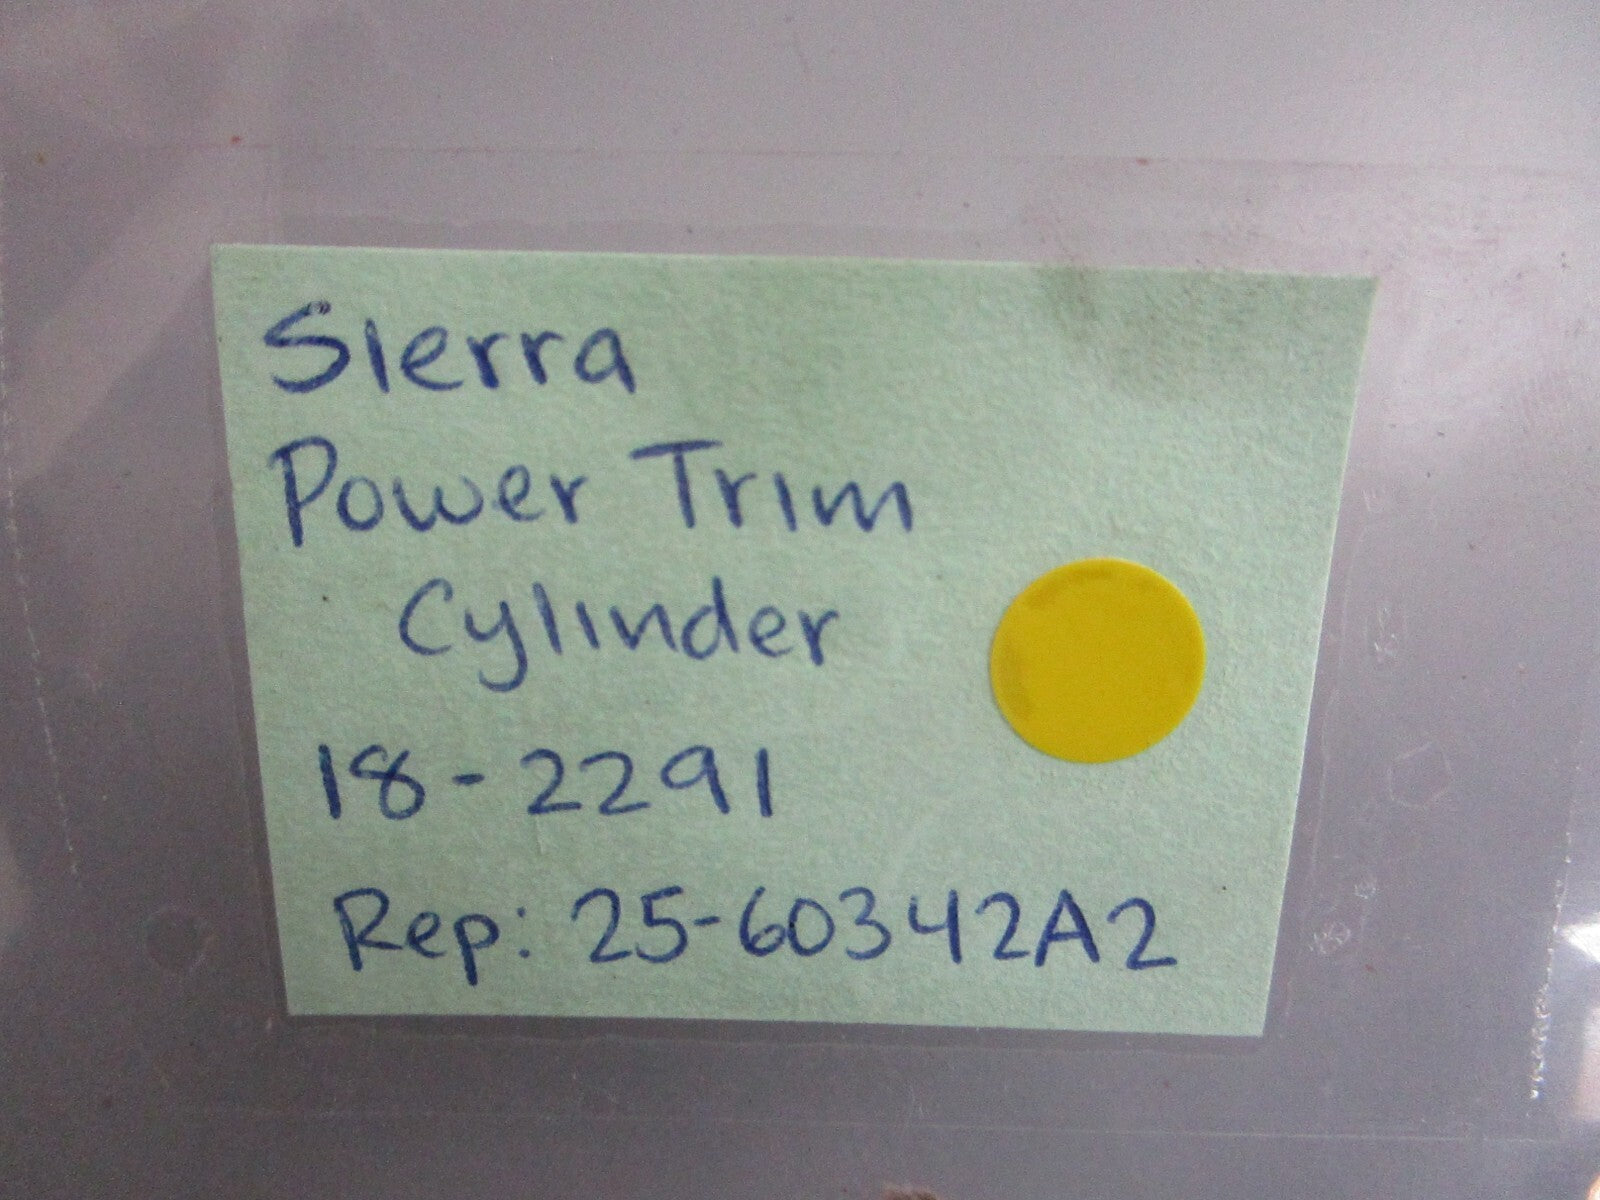 Sierra
Power Trim
Cylinder
18-2291
Rep: 25-60342A2